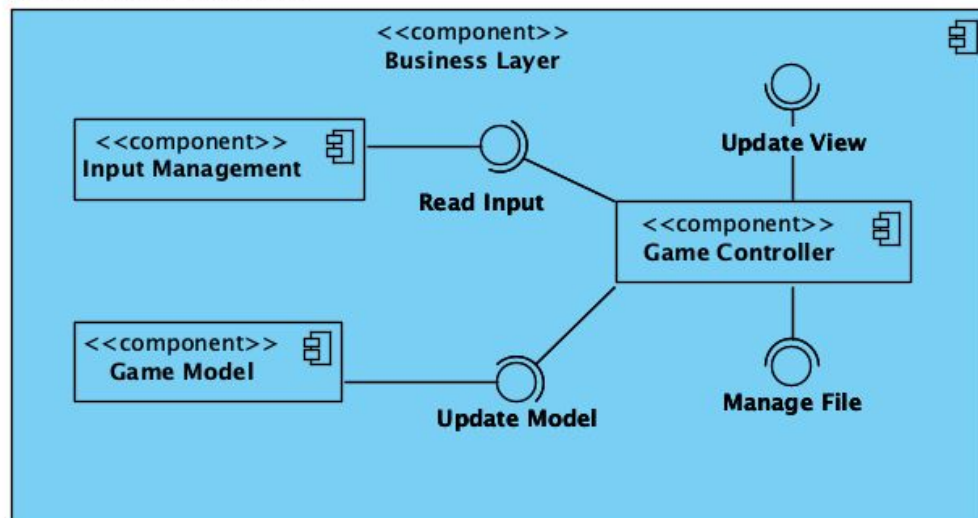 <<component>>
Business Layer
<<component>>
Input Management
Read Input
Update View
<<component>>
Game Controller
<<component>>
Game Model
Update Model
Manage File